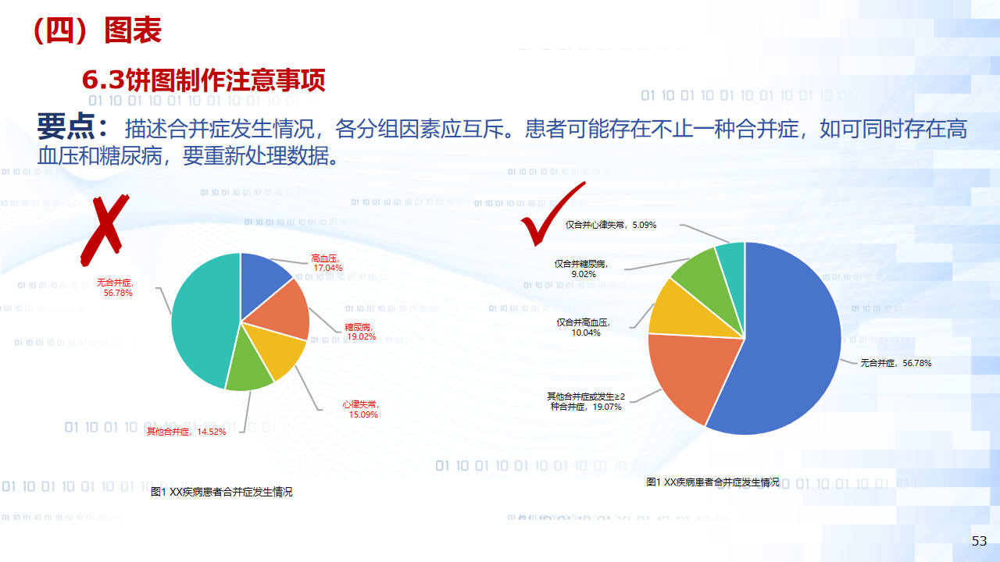 （四）图表
6.3饼图制作注意事项
要点：描述合并症发生情况，各分组因素应互斥。患者可能存在不止一种合并症，如可同时存在高
血压和糖尿病，要重新处理数据。
高血压，
17.04%
无合并症，
56.78%
糖尿病，
19.02%
心律失常，
15.09%
其他合并症，14.52%
图1 XX疾病患者合并症发生情况
仅合并心律失常，5.09%
仅合并糖尿病，
9.02%
仅合并高血压，
10.04%
无合并症，56.78%
其他合并症或发生≥2
种合并症，19.07%
图1 XX疾病患者合并症发生情况
53